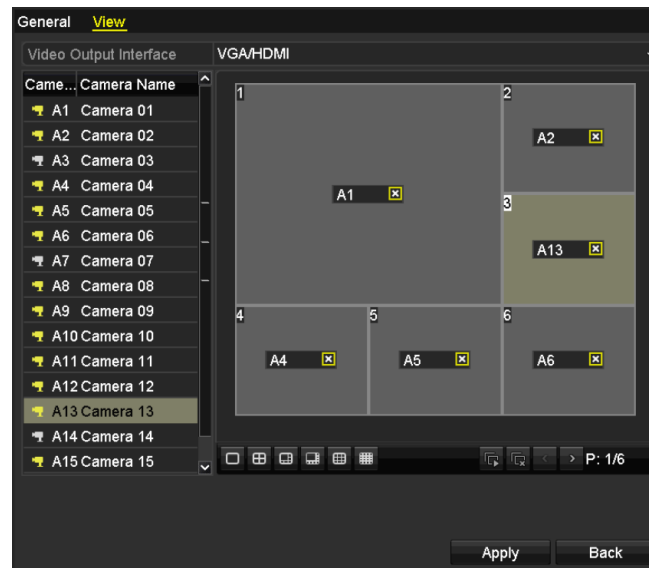 General View
Video Output Interface VGA/HDMI
Came... Camera Name
A1 Camera 01
A2 Camera 02
A3 Camera 03
A4 Camera 04
A5 Camera 05
A6 Camera 06
A7 Camera 07
A8 Camera 08
A9 Camera 09
A10 Camera 10
A11 Camera 11
A12 Camera 12
A13 Camera 13
A14 Camera 14
A15 Camera 15
1
A1
2
A2
3
A13
4
A4
5
A5
6
A6
P: 1/6
Apply Back